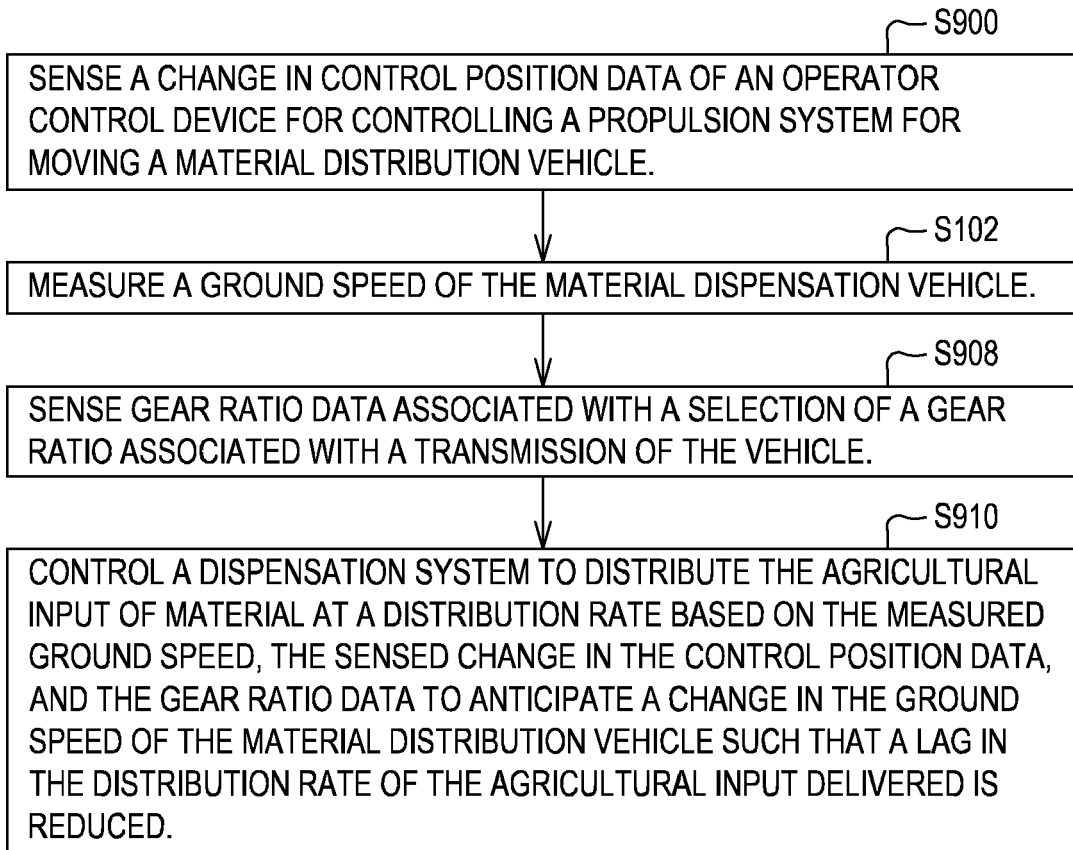 S900
SENSE A CHANGE IN CONTROL POSITION DATA OF AN OPERATOR
CONTROL DEVICE FOR CONTROLLING A PROPULSION SYSTEM FOR
MOVING A MATERIAL DISTRIBUTION VEHICLE.
S102
MEASURE A GROUND SPEED OF THE MATERIAL DISPENSATION VEHICLE.
S908
SENSE GEAR RATIO DATA ASSOCIATED WITH A SELECTION OF A GEAR
RATIO ASSOCIATED WITH A TRANSMISSION OF THE VEHICLE.
S910
CONTROL A DISPENSATION SYSTEM TO DISTRIBUTE THE AGRICULTURAL
INPUT OF MATERIAL AT A DISTRIBUTION RATE BASED ON THE MEASURED
GROUND SPEED, THE SENSED CHANGE IN THE CONTROL POSITION DATA,
AND THE GEAR RATIO DATA TO ANTICIPATE A CHANGE IN THE GROUND
SPEED OF THE MATERIAL DISTRIBUTION VEHICLE SUCH THAT A LAG IN
THE DISTRIBUTION RATE OF THE AGRICULTURAL INPUT DELIVERED IS
REDUCED.